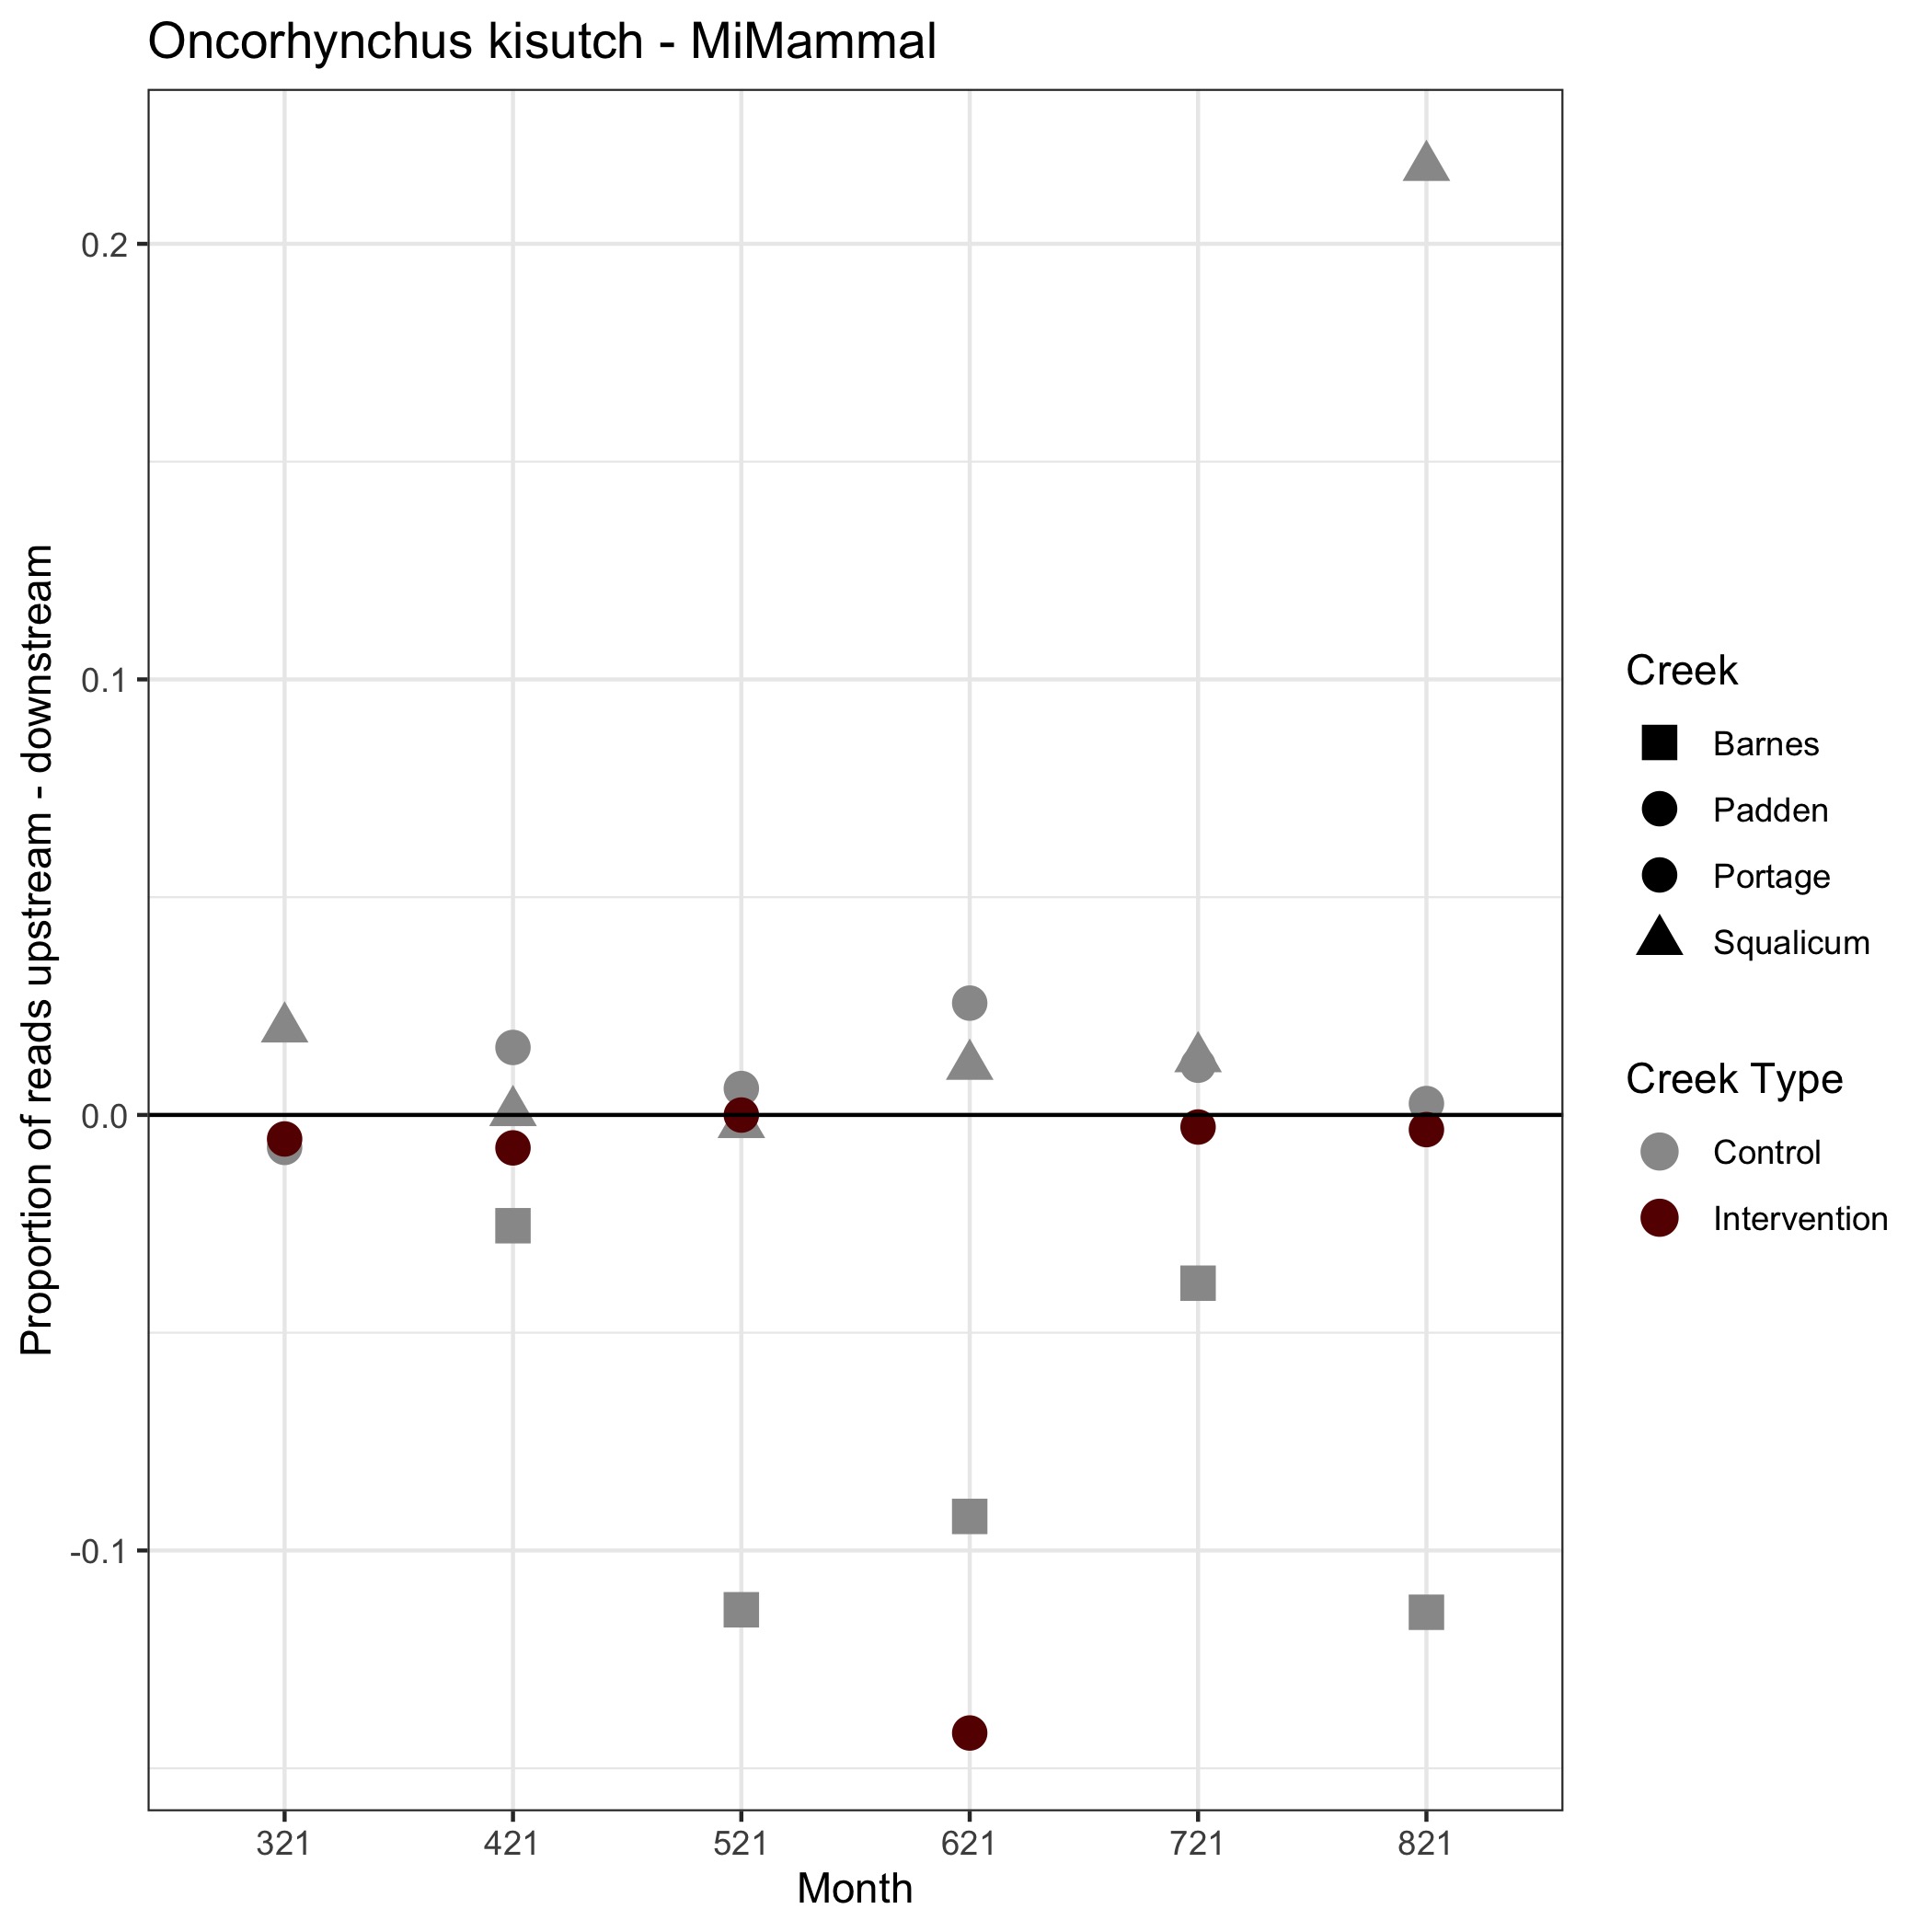 Oncorhynchus kisutch - MiMammal
Proportion of reads upstream - downstream
0.2
0.1
0.0
-0.1
321
421
521
621
721
821
Month
Creek
Barnes
Padden
Portage
Squalicum
Creek Type
Control
Intervention